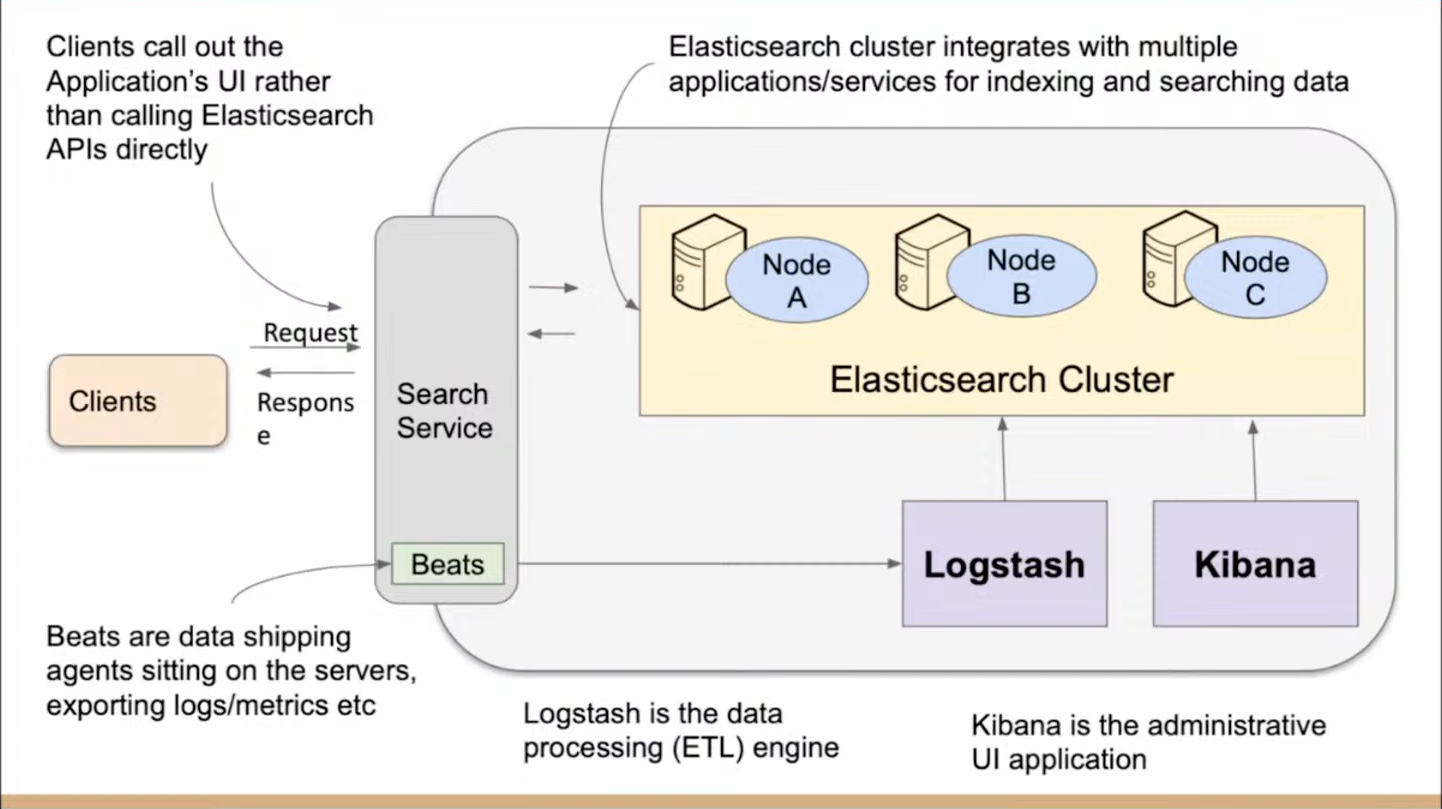 Clients call out the
Application's UI rather
than calling Elasticsearch
APIs directly
Elasticsearch cluster integrates with multiple
applications/services for indexing and searching data
Node
A
Node
B
Node
C
Elasticsearch Cluster
Request
Clients
Respons
e
Search
Service
Beats
Logstash
Kibana
Beats are data shipping
agents sitting on the servers,
exporting logs/metrics etc
Logstash is the data
processing (ETL) engine
Kibana is the administrative
UI application